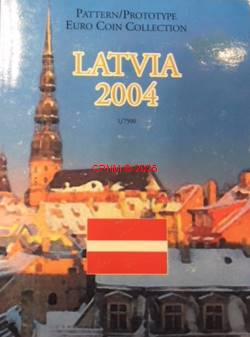 PATTERN/PROTOTYPE
EURO COIN COLLECTION
LATVIA
2004
1/7500